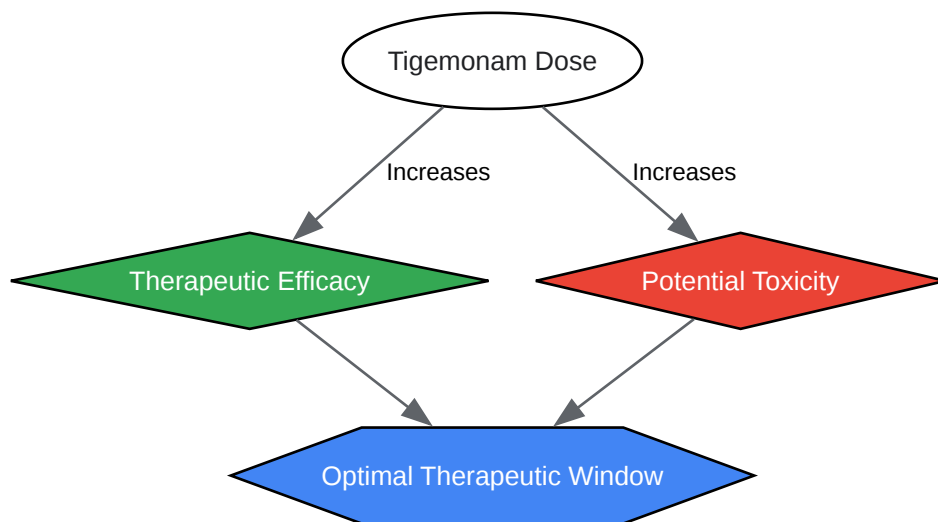 Tigemonam Dose
Increases
Increases
Therapeutic Efficacy
Potential Toxicity
Optimal Therapeutic Window